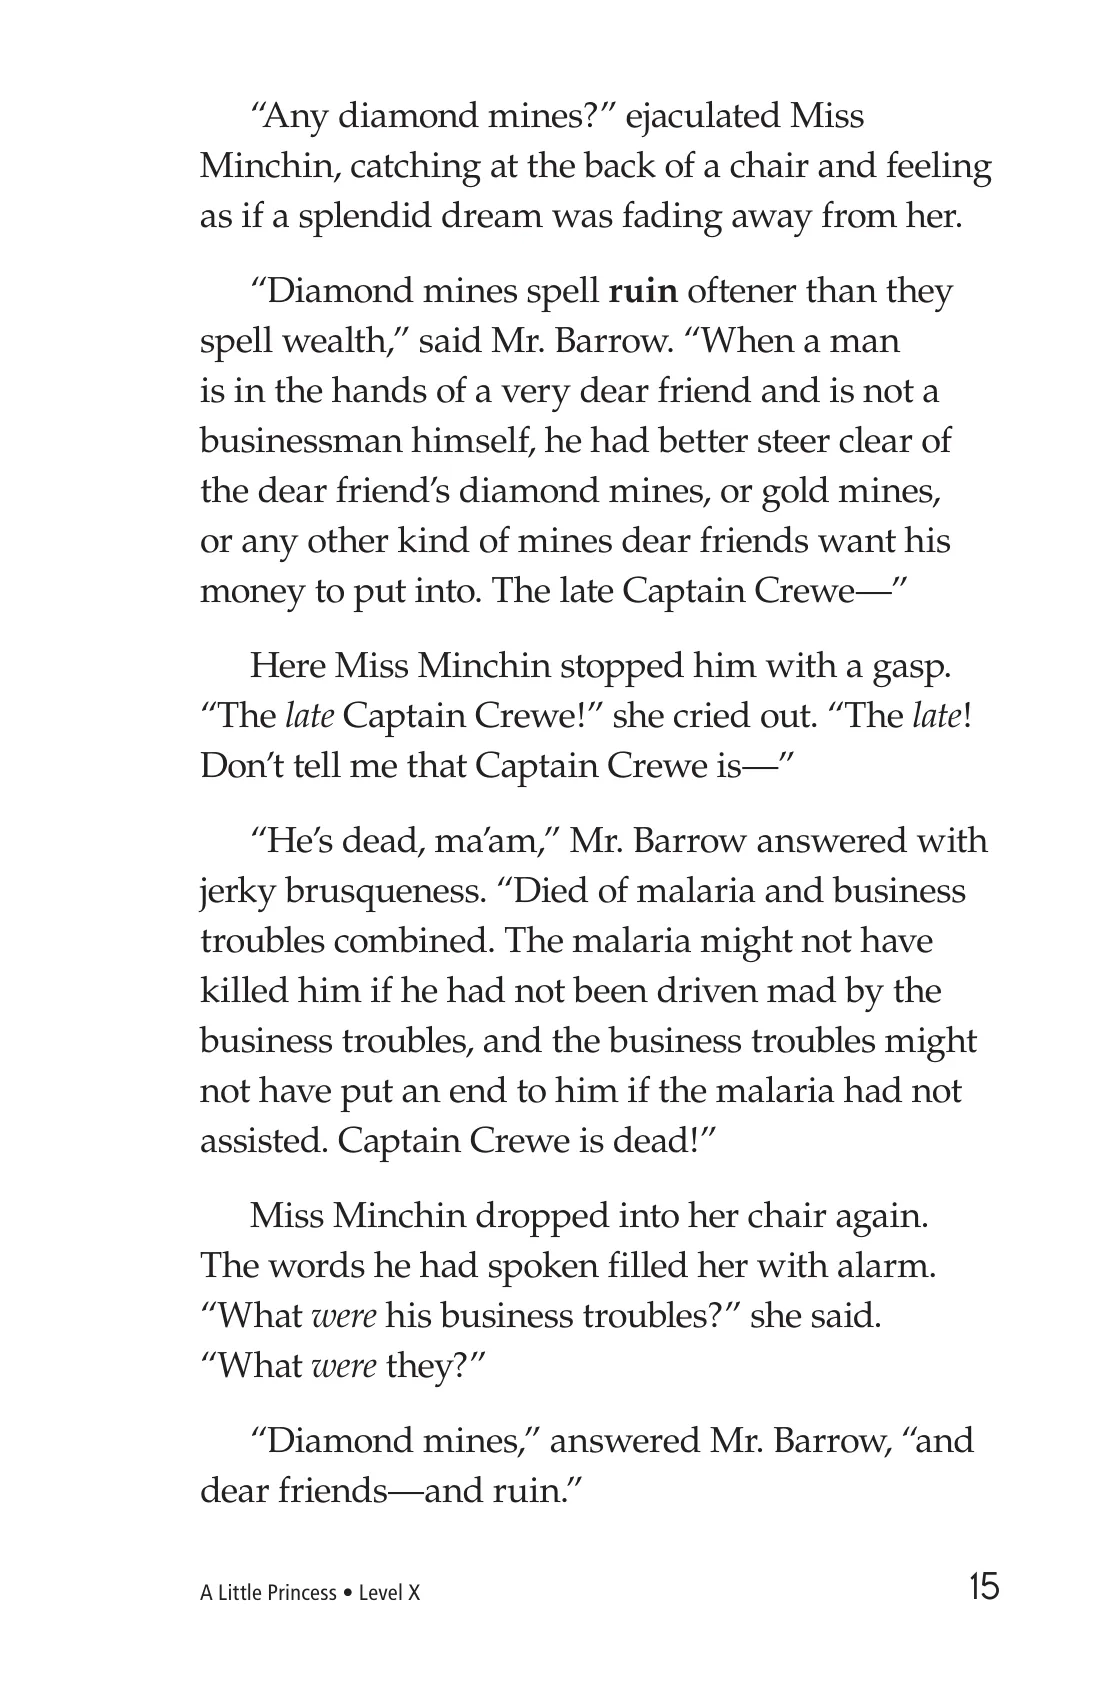 “Any diamond mines?” ejaculated Miss
Minchin, catching at the back of a chair and feeling
as if a splendid dream was fading away from her.
“Diamond mines spell ruin oftener than they
spell wealth,” said Mr. Barrow. “When a man
is in the hands of a very dear friend and is not a
businessman himself, he had better steer clear of
the dear friend’s diamond mines, or gold mines,
or any other kind of mines dear friends want his
money to put into. The late Captain Crewe—”
Here Miss Minchin stopped him with a gasp.
“The late Captain Crewe!” she cried out. “The late!
Don’t tell me that Captain Crewe is—”
“He’s dead, ma’am,” Mr. Barrow answered with
jerky brusqueness. “Died of malaria and business
troubles combined. The malaria might not have
killed him if he had not been driven mad by the
business troubles, and the business troubles might
not have put an end to him if the malaria had not
assisted. Captain Crewe is dead!”
Miss Minchin dropped into her chair again.
The words he had spoken filled her with alarm.
“What were his business troubles?” she said.
“What were they?”
“Diamond mines,” answered Mr. Barrow, “and
dear friends—and ruin.”
A Little Princess • Level X
15